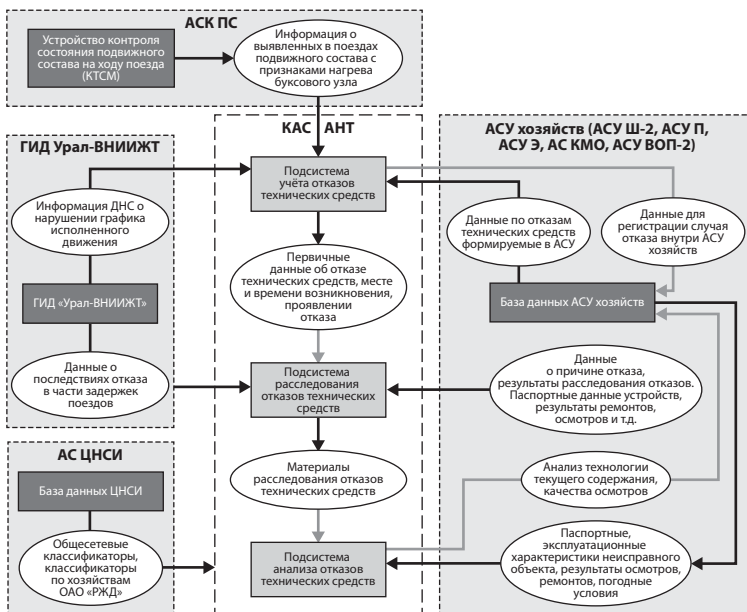 АСК ПС
Устройство контроля
состояния подвижного
состава на ходу поезда
(КТСМ)
Информация о
выявленных в поездах
подвижного состава с
признаками нагрева
буксового узла
ГИД Урал-ВНИИЖТ
Информация ДНС о
нарушении графика
исполненного
движения
ГИД «Урал-ВНИИЖТ»
Данные о
последствиях отказа
в части задержек
поездов
АС ЦНСИ
База данных ЦНСИ
Общесетевые
классификаторы,
классификаторы
по хозяйствам
ОАО «РЖД»
КАС АНТ
Подсистема
учёта отказов
технических средств
Первичные
данные об отказе
технических средств, месте
и времени возникновения,
проявлении
отказа
Подсистема
расследования
отказов технических
средств
Материалы
расследования отказов
технических средств
Подсистема
анализа отказов
технических средств
АСУ хозяйств (АСУ Ш-2, АСУ П,
АСУ Э, АС КМО, АСУ ВОП-2)
Данные по отказам
технических средств
формируемые в АСУ
Данные для
регистрации случая
отказа внутри АСУ
хозяйств
База данных АСУ хозяйств
Данные
о причине отказа,
результаты расследования отказов.
Паспортные данные устройств,
результаты ремонтов,
осмотров и т.д.
Анализ технологии
текущего содержания,
качества осмотров
Паспортные,
эксплуатационные
характеристики неисправного
объекта, результаты осмотров,
ремонтов, погодные
условия